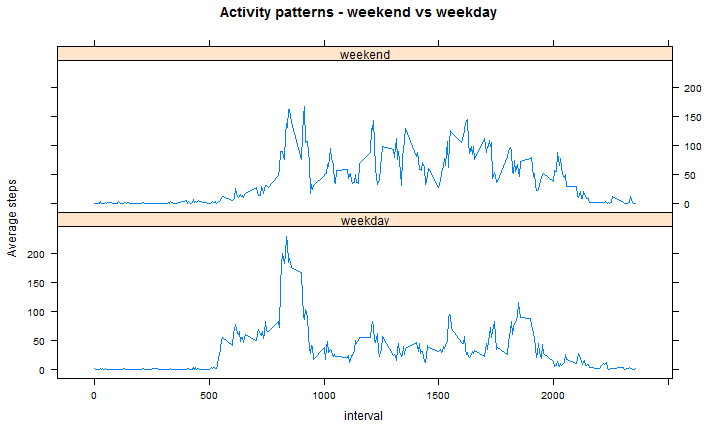 Activity patterns - weekend vs weekday
weekend
200
150
100
50
0
weekday
200
150
100
50
0
Average steps
0 500 1000 1500 2000
interval